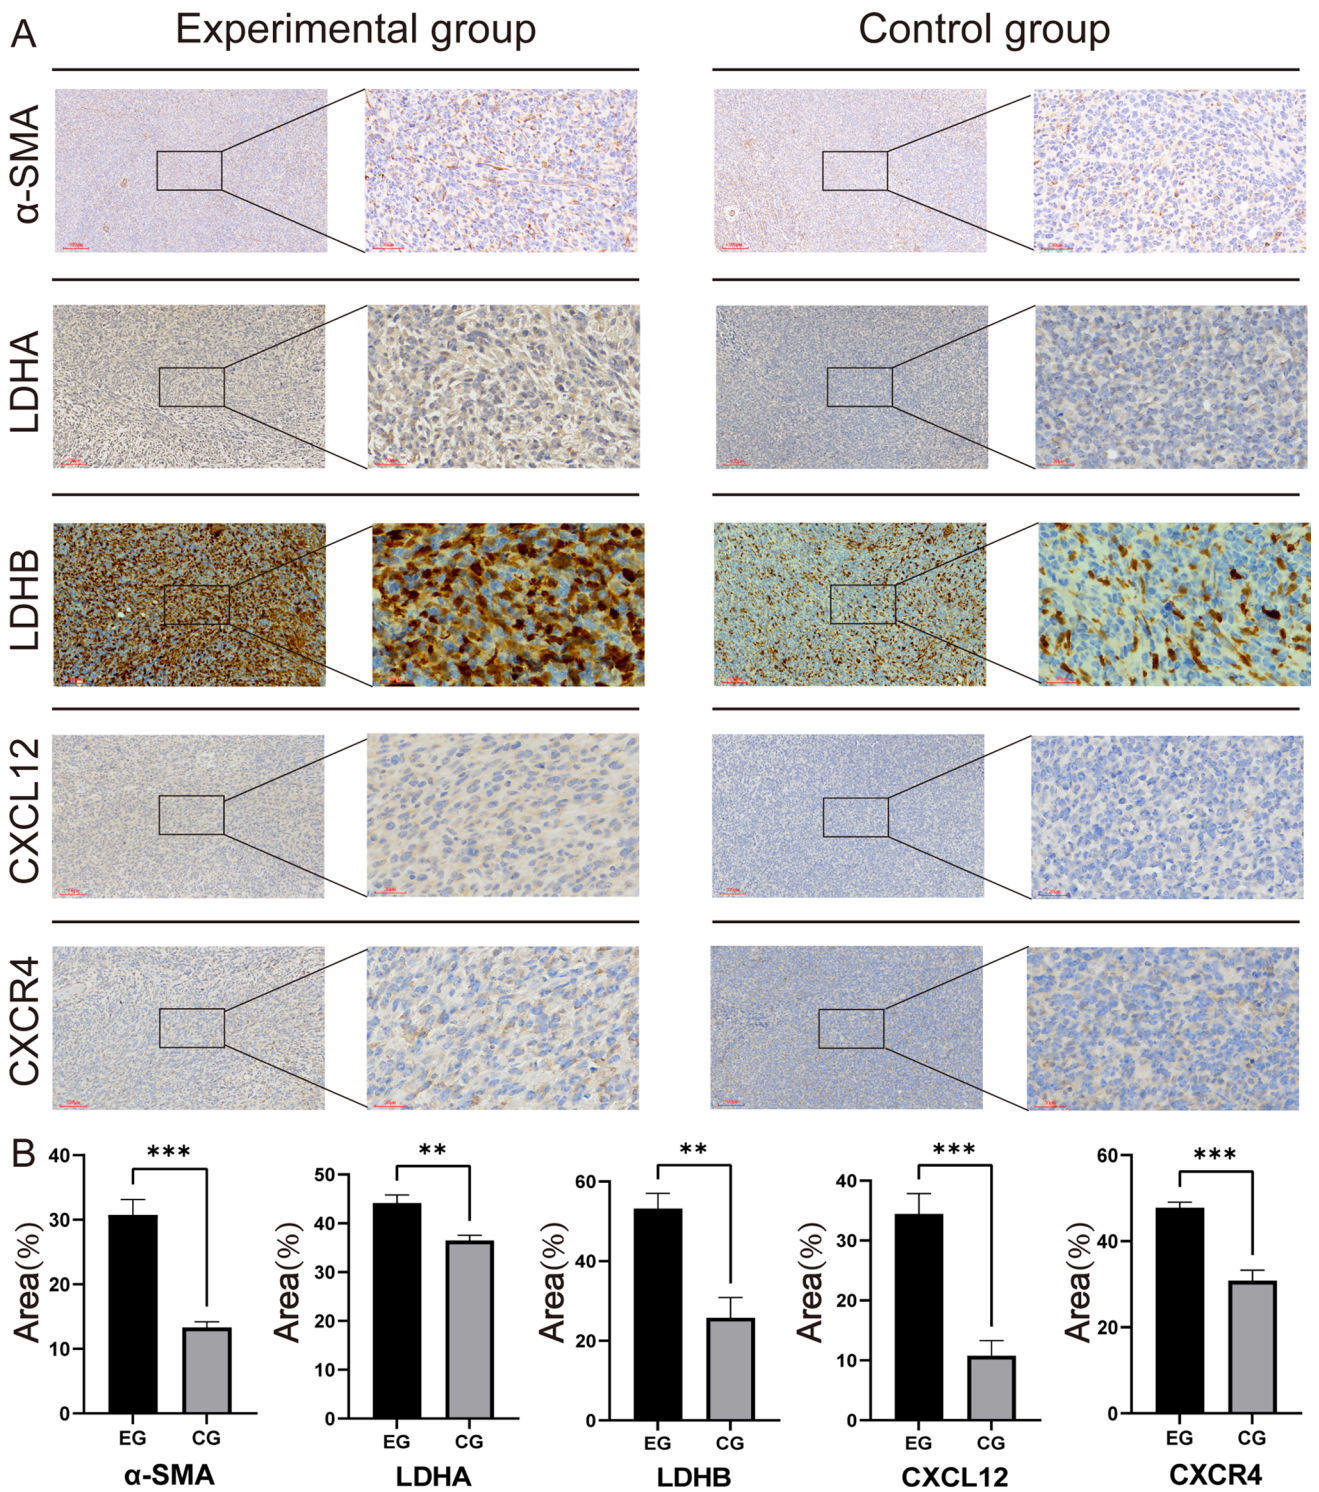 A
Experimental group
Control group
α-SMA
LDHA
LDHB
CXCL12
CXCR4
B
***
Area(%)
40
30
20
10
0
EG
CG
α-SMA
**
Area(%)
50
40
30
20
10
0
EG
CG
LDHA
**
Area(%)
60
40
20
0
EG
CG
LDHB
***
Area(%)
40
30
20
10
0
EG
CG
CXCL12
***
Area(%)
60
40
20
0
EG
CG
CXCR4